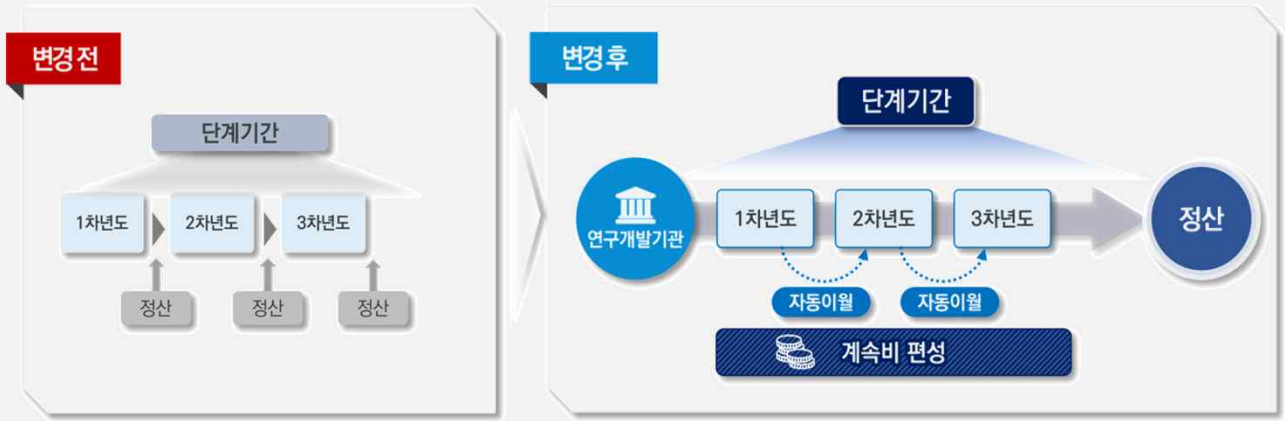 변경 전
단계기간
1차년도
2차년도
3차년도
정산
정산
정산
변경 후
단계기간
연구개발기관
1차년도
2차년도
3차년도
정산
자동이월
자동이월
계속비 편성